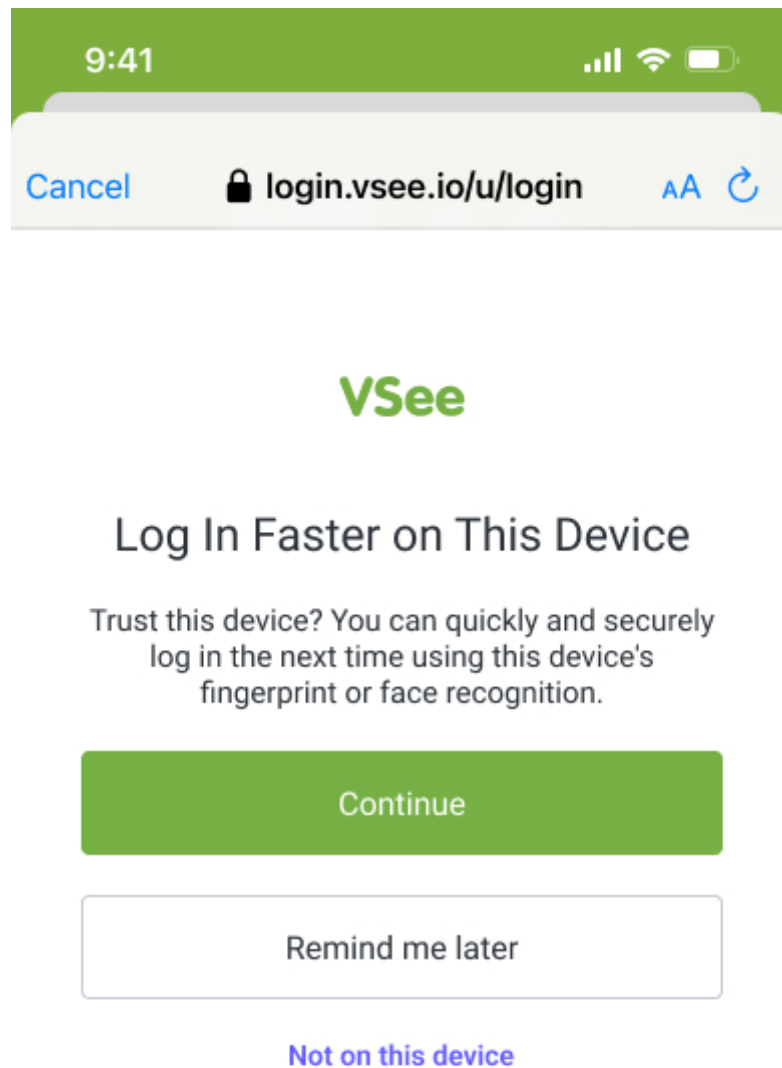 9:41
Cancel login.vsee.io/u/login AA
VSee
Log In Faster on This Device
Trust this device? You can quickly and securely
log in the next time using this device's
fingerprint or face recognition.
Continue
Remind me later
Not on this device